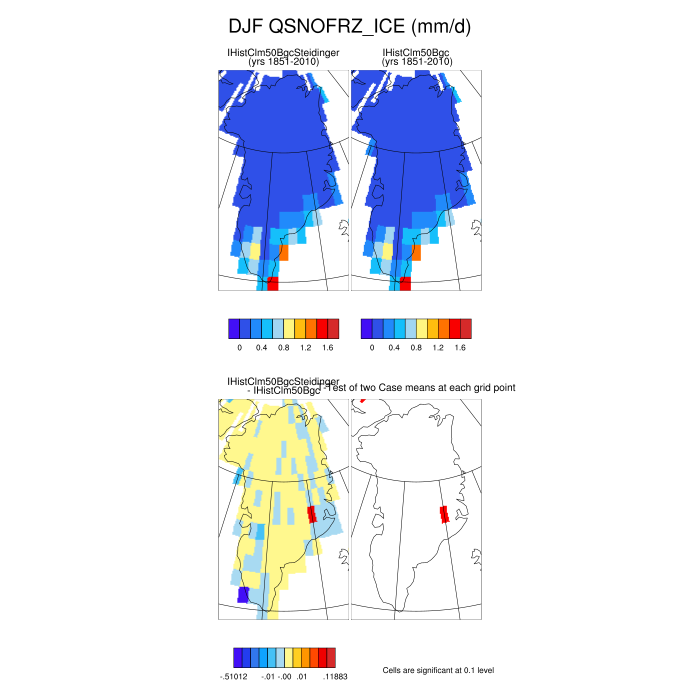 DJF QSNOFRZ_ICE (mm/d)
IHistClm50BgcSteidinger
(yrs 1851-2010)
IHistClm50Bgc
(yrs 1851-2010)
0 0.4 0.8 1.2 1.6
0 0.4 0.8 1.2 1.6
IHistClm50BgcSteidinger
- IHistClm50Bgc
T-Test of two Case means at each grid point
-.51012 -.01 -.00 .01 .11883
Cells are significant at 0.1 level